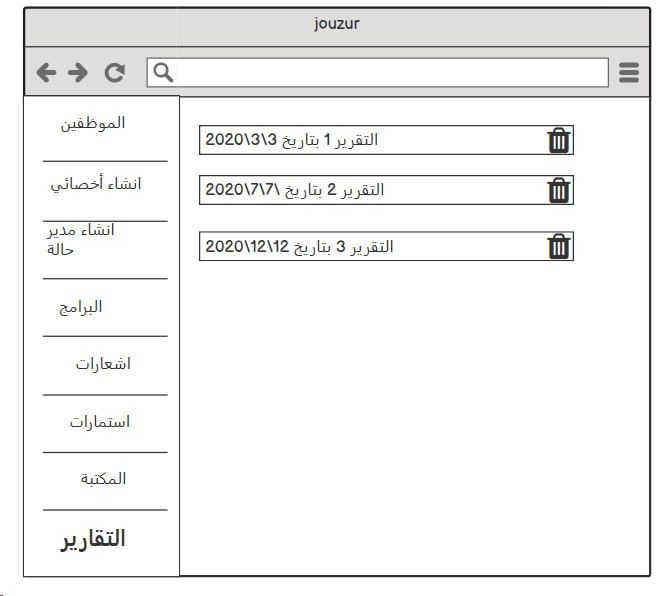 jouzur
الموظفين
انشاء أخصائي
انشاء مدير
حالة
البرامج
اشعارات
استمارات
المكتبة
التقارير
التقرير 1 بتاريخ 3\3\2020
التقرير 2 بتاريخ \7\7\2020
التقرير 3 بتاريخ 12\12\2020